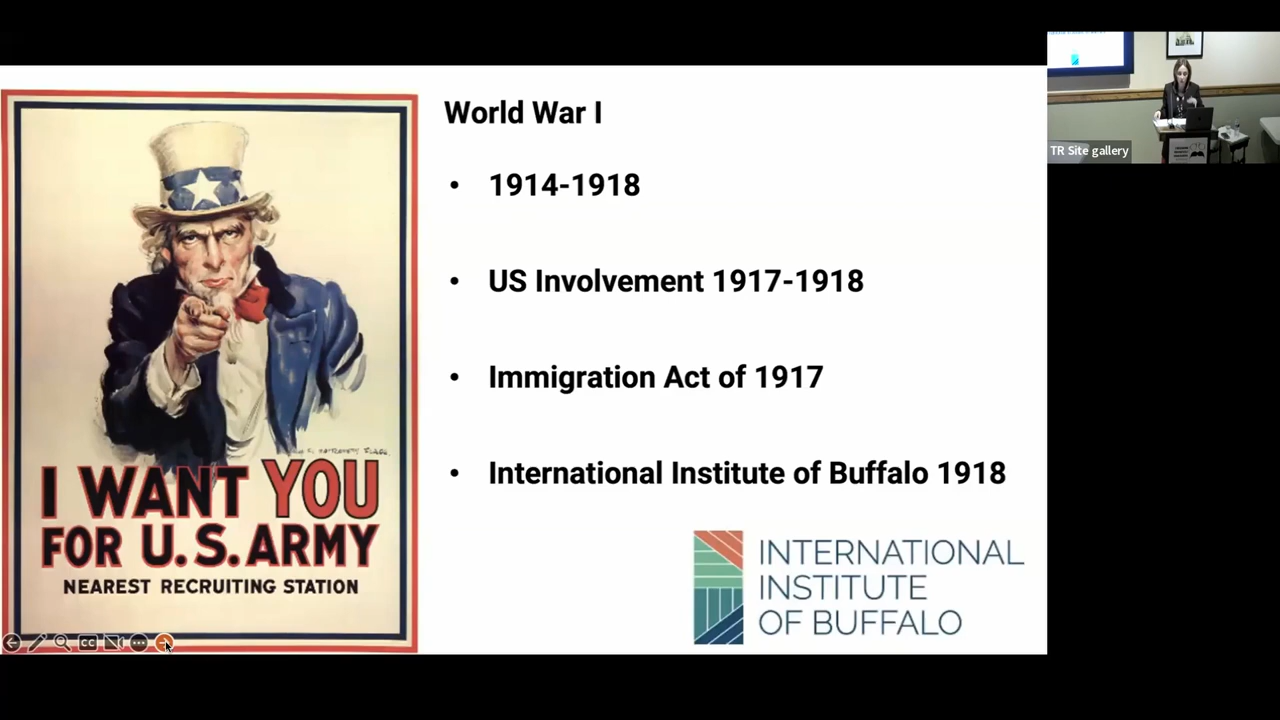 World War I
• 1914-1918
• US Involvement 1917-1918
• Immigration Act of 1917
• International Institute of Buffalo 1918
I WANT YOU
FOR U.S. ARMY
NEAREST RECRUITING STATION
INTERNATIONAL
INSTITUTE
OF BUFFALO
CC
TR Site gallery